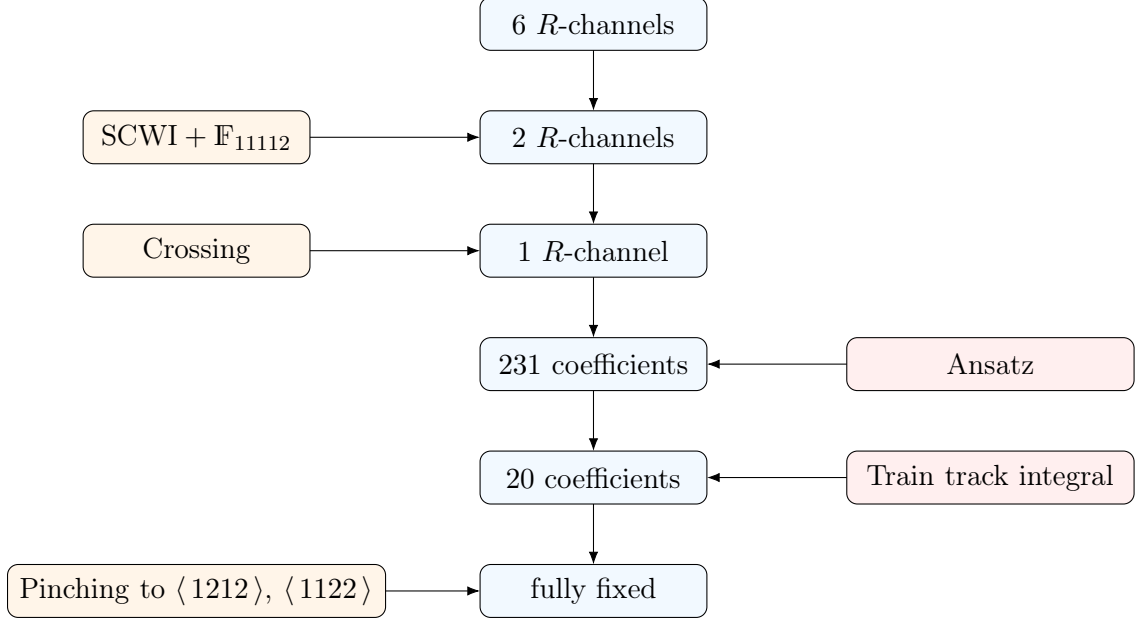 6 R-channels
SCWI + 𝔽₁₁₁₁₂
2 R-channels
Crossing
1 R-channel
231 coefficients
Ansatz
20 coefficients
Train track integral
Pinching to ⟨1212⟩, ⟨1122⟩
fully fixed